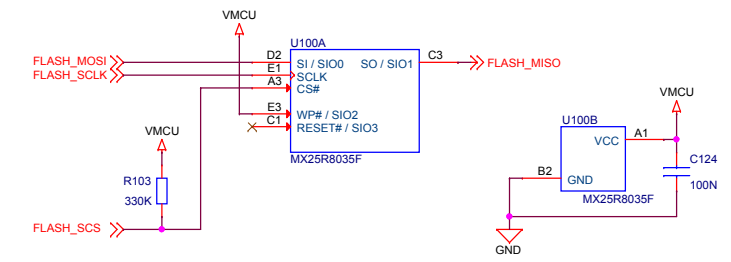 VMCU
U100A
FLASH_MOSI
D2
SI / SIO0
SO / SIO1
C3
FLASH_MISO
FLASH_SCLK
E1
SCLK
A3
CS#
E3
WP# / SIO2
C1
RESET# / SIO3
MX25R8035F
VMCU
R103
330K
FLASH_SCS
VMCU
U100B
VCC
A1
B2
GND
MX25R8035F
C124
100N
GND